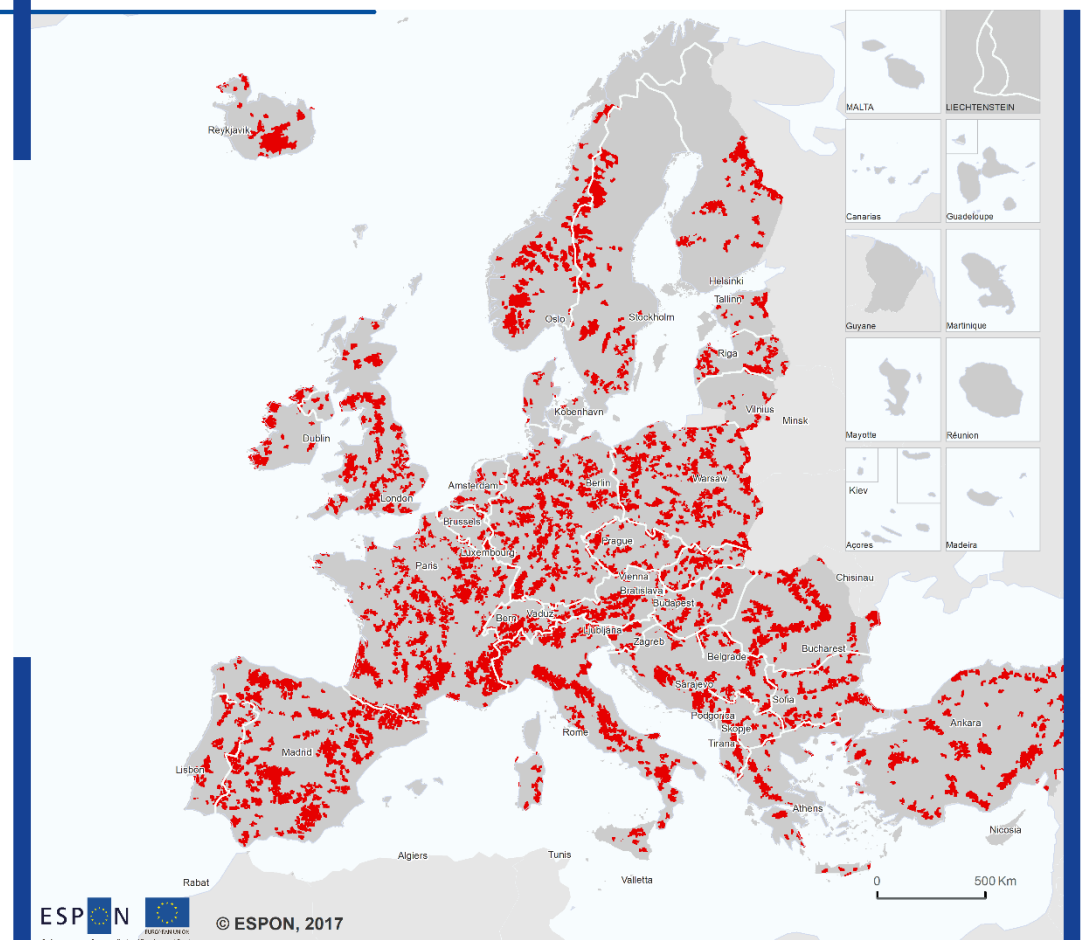 MALTA
LIECHTENSTEIN
Reykjavik
Canarias
Guadeloupe
Guyane
Martinique
Helsinki
Tallinn
Oslo
Stockholm
Riga
Mayotte
Réunion
Vilnius
Minsk
København
Dublin
Kiev
Açores
Madeira
Amsterdam
Berlin
Warsaw
London
Brussels
Prague
Luxembourg
Paris
Vienna
Bratislava
Chisinau
Budapest
Bern
Vaduz
Ljubljana
Zagreb
Bucharest
Belgrade
Sarajevo
Sofia
Podgorica
Skopje
Rome
Tirana
Ankara
Madrid
Lisbon
Athens
Nicosia
Algiers
Tunis
Valletta
Rabat
0 500 Km
ESPON
EUROPEAN UNION
© ESPON, 2017